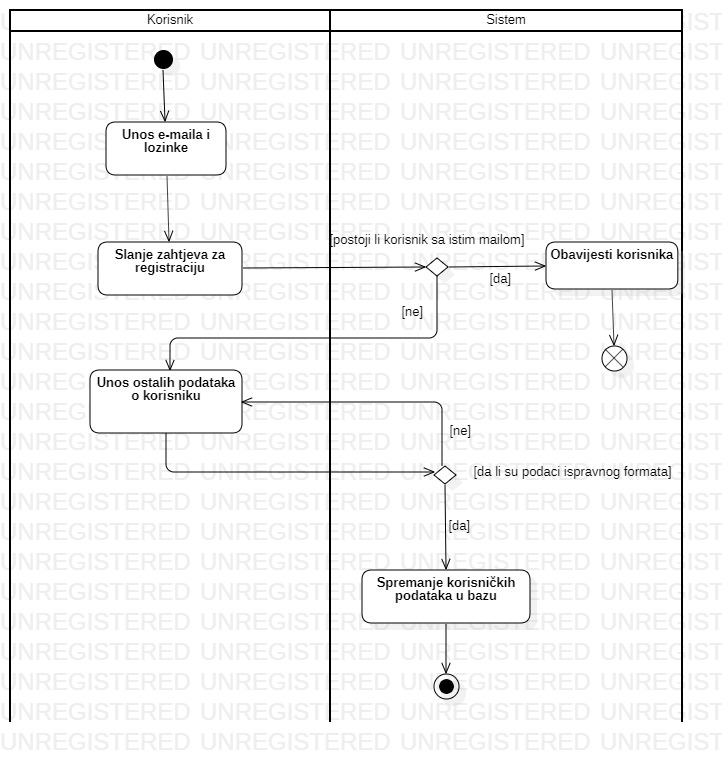 Korisnik
Sistem
Unos e-maila i
lozinke
Slanje zahtjeva za
registraciju
[postoji li korisnik sa istim mailom]
[da]
Obavijesti korisnika
[ne]
Unos ostalih podataka
o korisniku
[ne]
[da li su podaci ispravnog formata]
[da]
Spremanje korisničkih
podataka u bazu
UNREGISTERED UNREGISTERED UNREGISTERED UNREGISTERED